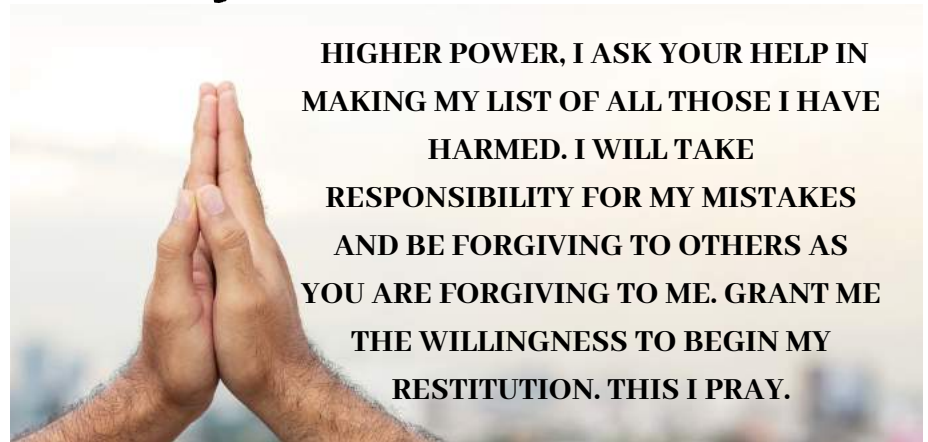 HIGHER POWER, I ASK YOUR HELP IN
MAKING MY LIST OF ALL THOSE I HAVE
HARMED. I WILL TAKE
RESPONSIBILITY FOR MY MISTAKES
AND BE FORGIVING TO OTHERS AS
YOU ARE FORGIVING TO ME. GRANT ME
THE WILLINGNESS TO BEGIN MY
RESTITUTION. THIS I PRAY.